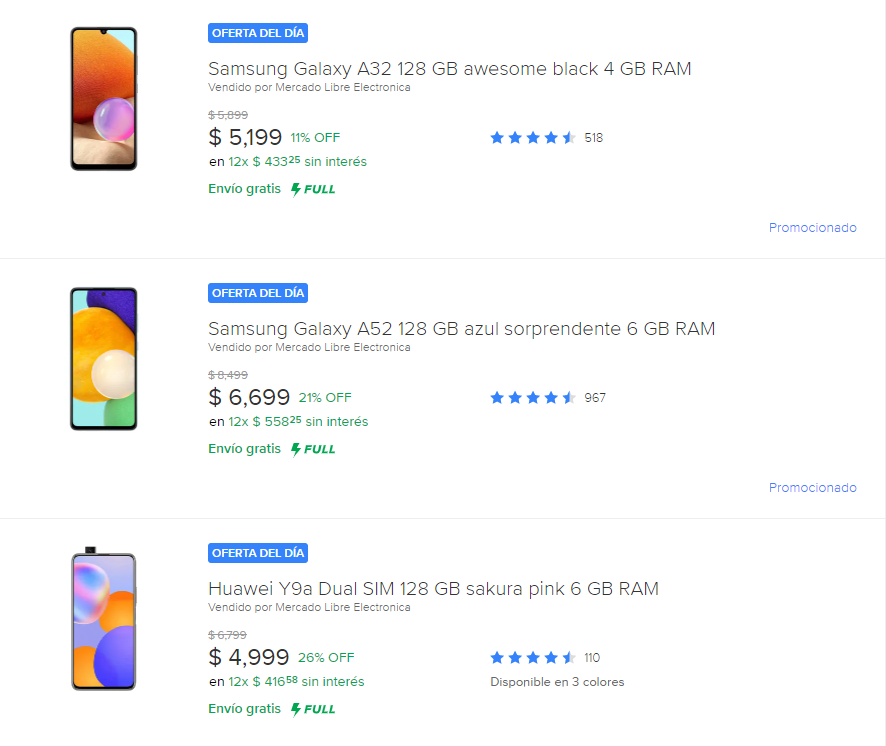 OFERTA DEL DÍA
Samsung Galaxy A32 128 GB awesome black 4 GB RAM
Vendido por Mercado Libre Electronica
$ 5,899
$ 5,199 11% OFF
518
en 12x $ 433 25 sin interés
Envío gratis FULL
Promocionado
OFERTA DEL DÍA
Samsung Galaxy A52 128 GB azul sorprendente 6 GB RAM
Vendido por Mercado Libre Electronica
$ 8,499
$ 6,699 21% OFF
967
en 12x $ 558 25 sin interés
Envío gratis FULL
Promocionado
OFERTA DEL DÍA
Huawei Y9a Dual SIM 128 GB sakura pink 6 GB RAM
Vendido por Mercado Libre Electronica
$ 6,799
$ 4,999 26% OFF
110
en 12x $ 416 58 sin interés
Disponible en 3 colores
Envío gratis FULL